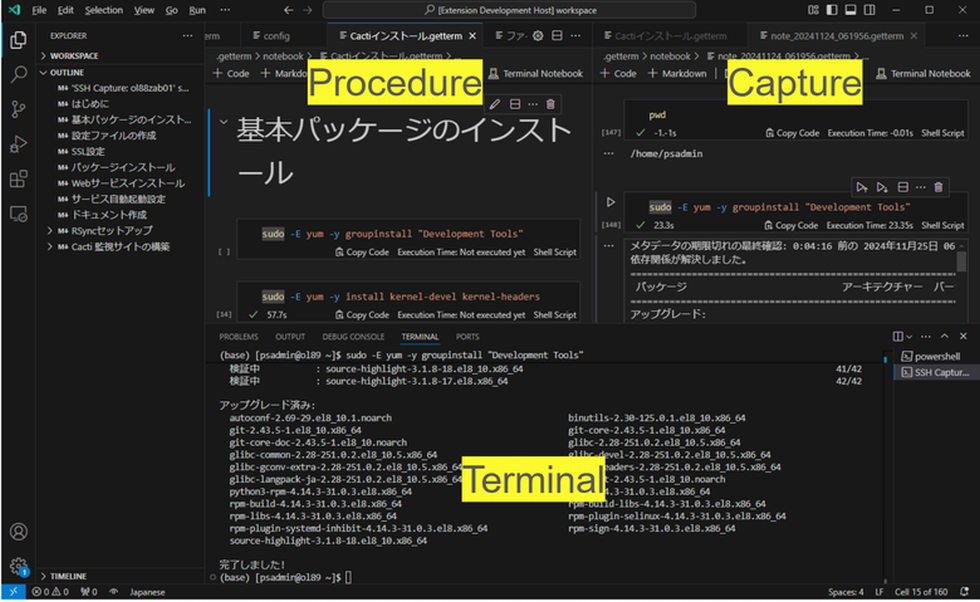 File Edit Selection View Go Run ···
[Extension Development Host] workspace
EXPLORER ···
WORKSPACE
OUTLINE
'SSH Capture: ol88zab01' s...
はじめに
基本パッケージのインスト...
設定ファイルの作成
SSL設定
パッケージインストール
Webサービスインストール
サービス自動起動設定
ドキュメント作成
RSyncセットアップ
Cacti 監視サイトの構築
TIMELINE
erm config Cactiインストール.getterm ファ· ···
.getterm > notebook > Cactiインストール.getterm > ...
+ Code + Markdo Terminal Notebook
Procedure
基本パッケージのインスト
ール
sudo -E yum -y groupinstall "Development Tools"
[ ] Copy Code Execution Time: Not executed yet Shell Script
sudo -E yum -y install kernel-devel kernel-headers
[14] 57.7s Copy Code Execution Time: Not executed yet Shell Script
Cactiインストール.getterm note_20241124_061956.getterm ···
.getterm > notebook > note_20241124_061956.getterm > ...
+ Code + Markdown Terminal Notebook
Capture
pwd
[147] -1.-1s Copy Code Execution Time: -0.01s Shell Script
··· /home/psadmin
sudo -E yum -y groupinstall "Development Tools"
[148] 23.3s Copy Code Execution Time: 23.35s Shell Script
··· メタデータの期限切れの最終確認: 0:04:16 前の 2024年11月25日 06
依存関係が解決しました。
パッケージ アーキテクチャー バー
アップグレード:
PROBLEMS OUTPUT DEBUG CONSOLE TERMINAL PORTS
(base) [psadmin@ol89 ~]$ sudo -E yum -y groupinstall "Development Tools"
検証中 : source-highlight-3.1.8-18.el8_10.x86_64 41/42
検証中 : source-highlight-3.1.8-17.el8.x86_64 42/42
アップグレード済み:
autoconf-2.69-29.el8_10.1.noarch binutils-2.30-125.0.1.el8_10.x86_64
git-2.43.5-1.el8_10.x86_64 git-core-2.43.5-1.el8_10.x86_64
git-core-doc-2.43.5-1.el8_10.noarch glibc-2.28-251.0.2.el8_10.5.x86_64
glibc-common-2.28-251.0.2.el8_10.5.x86_64 glibc-devel-2.28-251.0.2.el8_10.5.x86_64
glibc-gconv-extra-2.28-251.0.2.el8_10.5.x86_64 eaders-2.28-251.0.2.el8_10.5.x86_64
glibc-langpack-ja-2.28-251.0.2.el8_10.5.x86_64 t-2.43.5-1.el8_10.noarch
python3-rpm-4.14.3-31.0.3.el8.x86_64 4.14.3-31.0.3.el8.x86_64
rpm-build-4.14.3-31.0.3.el8.x86_64 rpm-build-libs-4.14.3-31.0.3.el8.x86_64
rpm-libs-4.14.3-31.0.3.el8.x86_64 rpm-plugin-selinux-4.14.3-31.0.3.el8.x86_64
rpm-plugin-systemd-inhibit-4.14.3-31.0.3.el8.x86_64 rpm-sign-4.14.3-31.0.3.el8.x86_64
source-highlight-3.1.8-18.el8_10.x86_64
Terminal
完了しました!
(base) [psadmin@ol89 ~]$
powershell
SSH Captur...
0 0 0 Japanese Spaces: 4 LF Cell 15 of 160